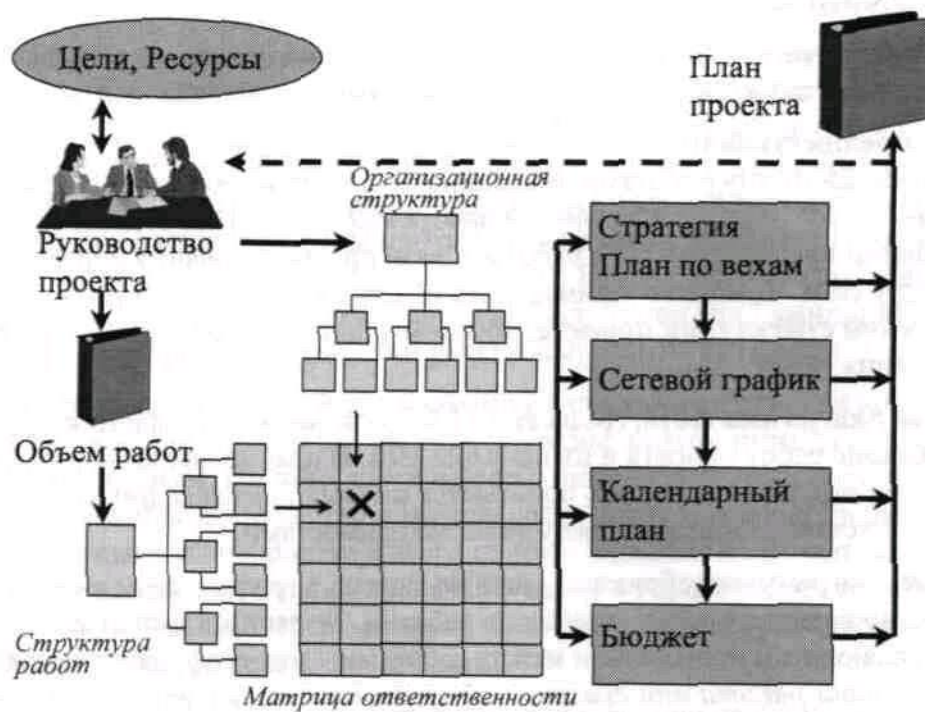 Цели, Ресурсы
План
проекта
Организационная
структура
Руководство
проекта
Стратегия
План по вехам
Сетевой график
Объем работ
Календарный
план
Структура
работ
Бюджет
Матрица ответственности